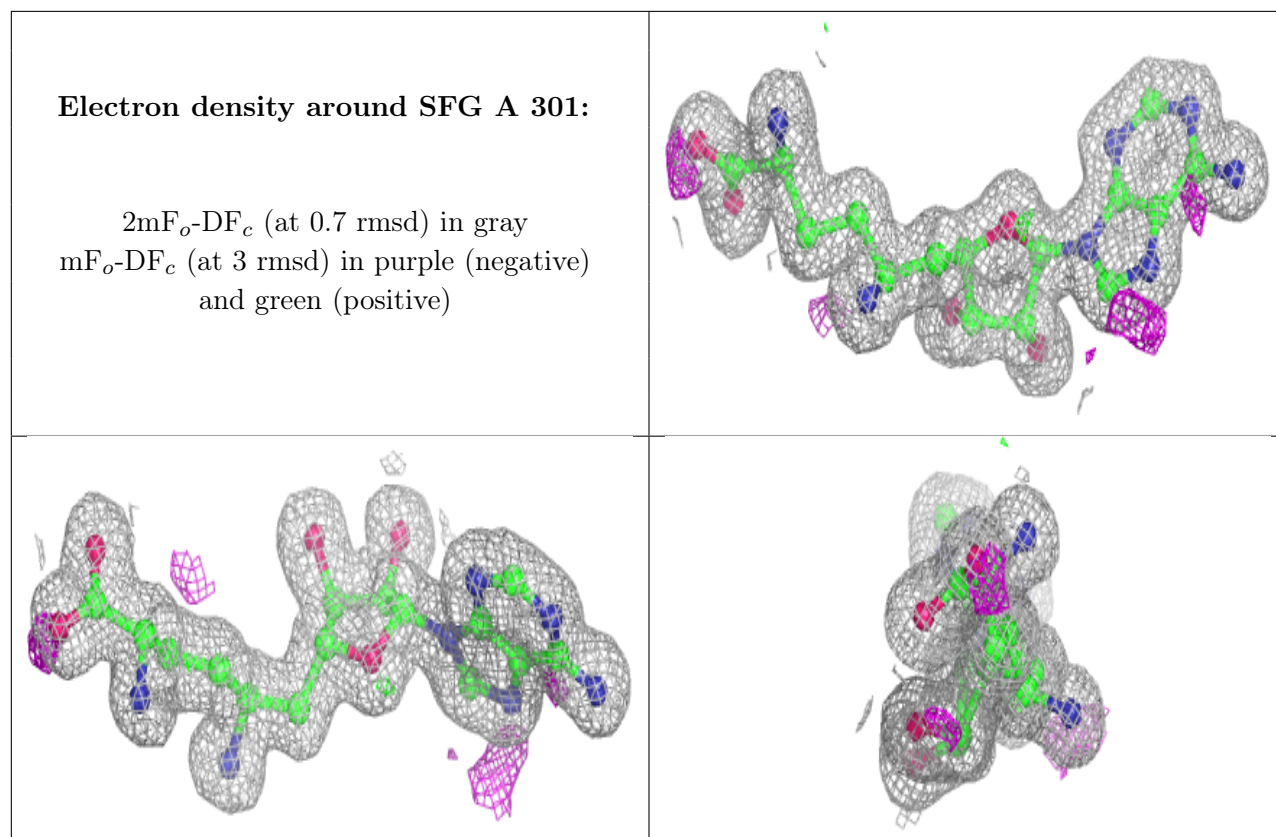 Electron density around SFG A 301:
2mFo-DFc (at 0.7 rmsd) in gray
mFo-DFc (at 3 rmsd) in purple (negative)
and green (positive)